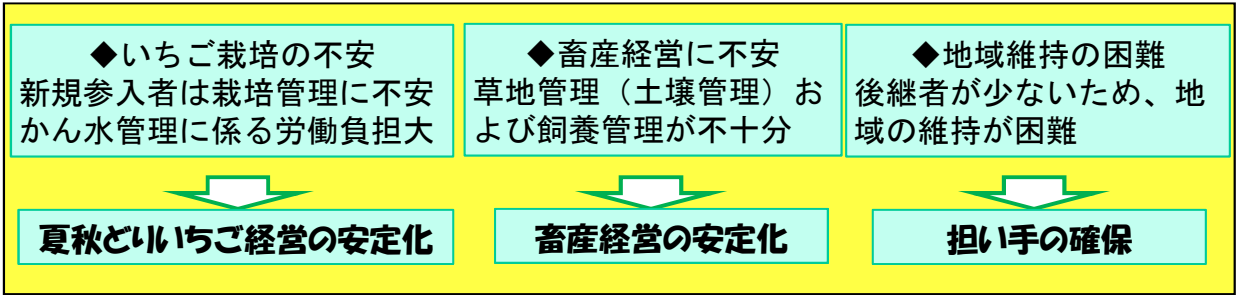 ◆いちご栽培の不安
新規参入者は栽培管理に不安
かん水管理に係る労働負担大
夏秋どりいちご経営の安定化
◆畜産経営に不安
草地管理（土壌管理）お
よび飼養管理が不十分
畜産経営の安定化
◆地域維持の困難
後継者が少ないため、地
域の維持が困難
担い手の確保